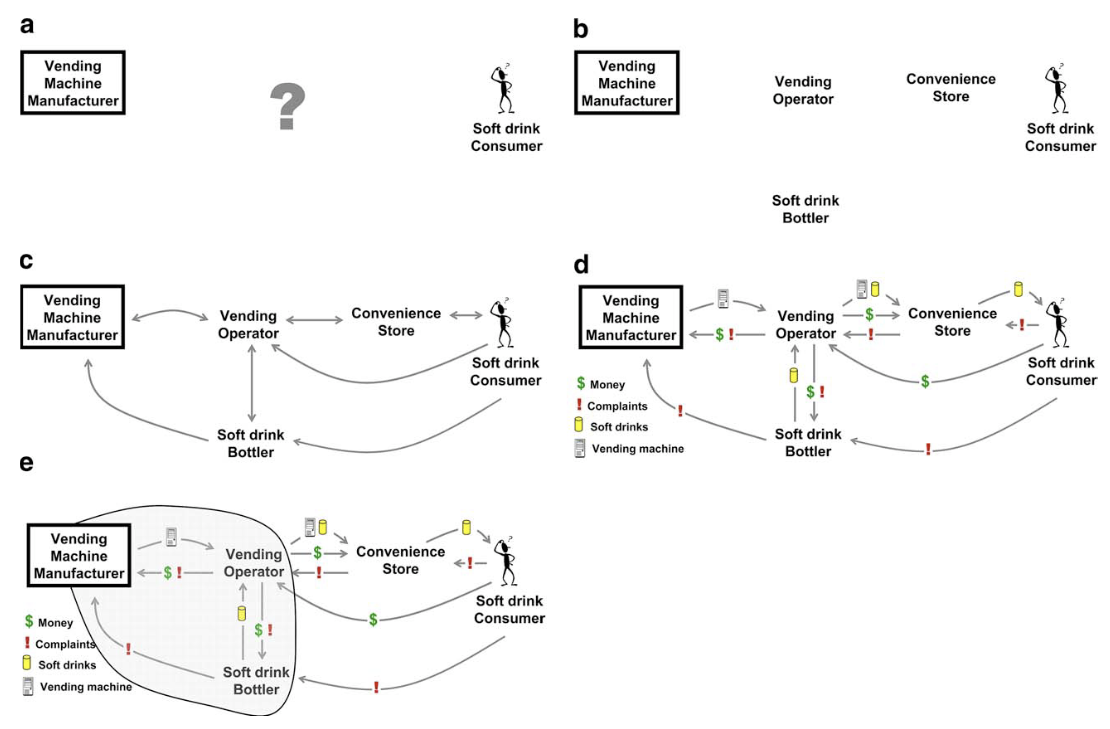 a
Vending
Machine
Manufacturer
?
?
Soft drink
Consumer
b
Vending
Machine
Manufacturer
Vending
Operator
Convenience
Store
?
Soft drink
Consumer
Soft drink
Bottler
c
Vending
Machine
Manufacturer
Vending
Operator
Convenience
Store
?
Soft drink
Consumer
Soft drink
Bottler
d
Vending
Machine
Manufacturer
$ !
Vending
Operator
$
!
Convenience
Store
!
?
Soft drink
Consumer
$
$ !
!
Soft drink
Bottler
!
$ Money
! Complaints
Soft drinks
Vending machine
e
Vending
Machine
Manufacturer
$ !
Vending
Operator
$
!
Convenience
Store
!
?
Soft drink
Consumer
$
$ !
!
Soft drink
Bottler
!
$ Money
! Complaints
Soft drinks
Vending machine